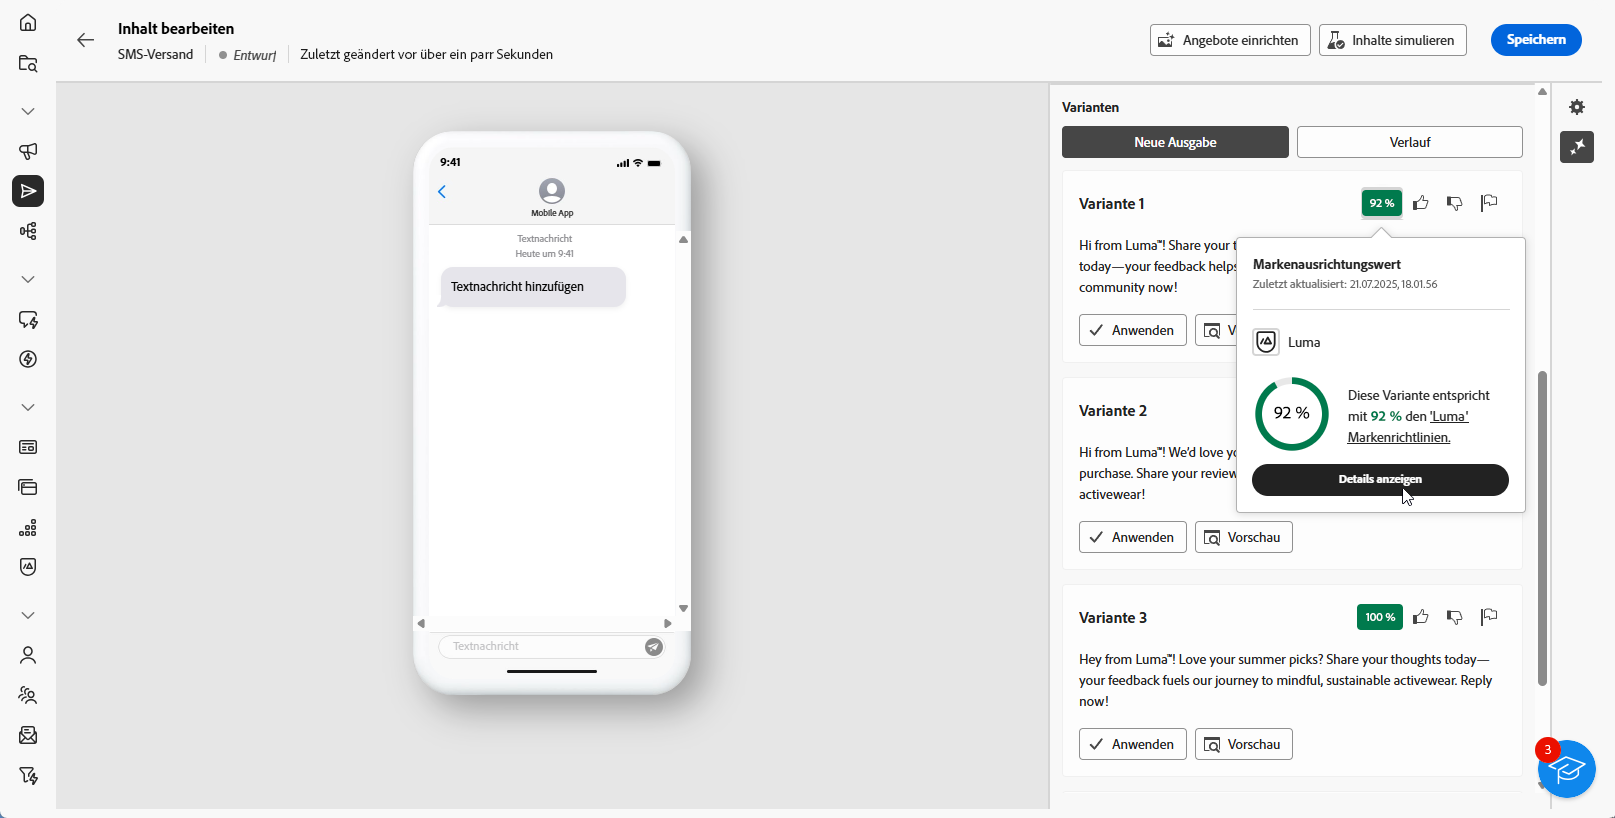 Inhalt bearbeiten
SMS-Versand
Entwurf
Zuletzt geändert vor über ein parr Sekunden
Angebote einrichten
Inhalte simulieren
Speichern
9:41
Mobile App
Textnachricht
Heute um 9:41
Textnachricht hinzufügen
Textnachricht
Varianten
Neue Ausgabe
Verlauf
Variante 1
92 %
Hi from Luma™! Share your
today—your feedback helps
community now!
Anwenden
Markenausrichtungswert
Zuletzt aktualisiert: 21.07.2025, 18.01.56
Luma
92 %
Diese Variante entspricht
mit 92 % den 'Luma'
Markenrichtlinien.
Details anzeigen
Variante 2
Hi from Luma™! We'd love
purchase. Share your review
activewear!
Anwenden
Vorschau
Variante 3
100 %
Hey from Luma™! Love your summer picks? Share your thoughts today—
your feedback fuels our journey to mindful, sustainable activewear. Reply
now!
Anwenden
Vorschau
3